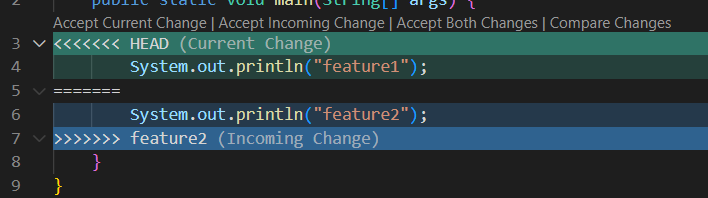 2 public static void main(String[] args) {
Accept Current Change | Accept Incoming Change | Accept Both Changes | Compare Changes
3 <<<<<<< HEAD (Current Change)
4 System.out.println("feature1");
5 =======
6 System.out.println("feature2");
7 >>>>>>> feature2 (Incoming Change)
8 }
9 }